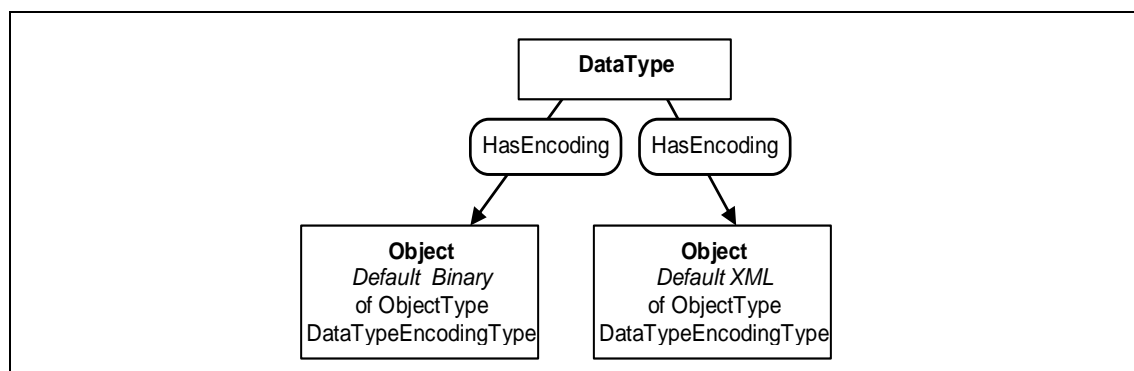 DataType
HasEncoding
HasEncoding
Object
Default Binary
of ObjectType
DataTypeEncodingType
Object
Default XML
of ObjectType
DataTypeEncodingType